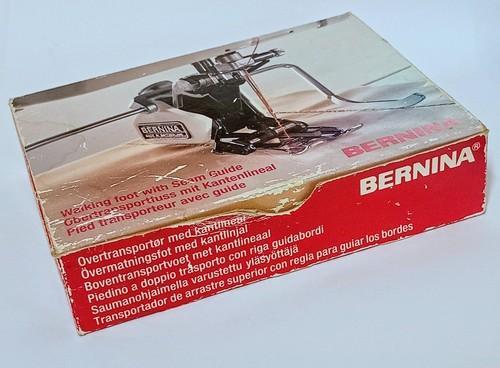 BERNINA
Walking foot with Seam Guide
Obertransportfuss mit Kantenlineal
Pied transporteur avec guide
BERNINA
BERNINA®
Overtransportør med kantlineal
Övermatningsfot med kantlinjal
Boventransportvoet met kantlineaal
Piedino a doppio trasporto con riga guidabordi
Saumanohjaimella varustettu yläsyöttäjä
Transportador de arrastre superior con regla para guiar los bordes